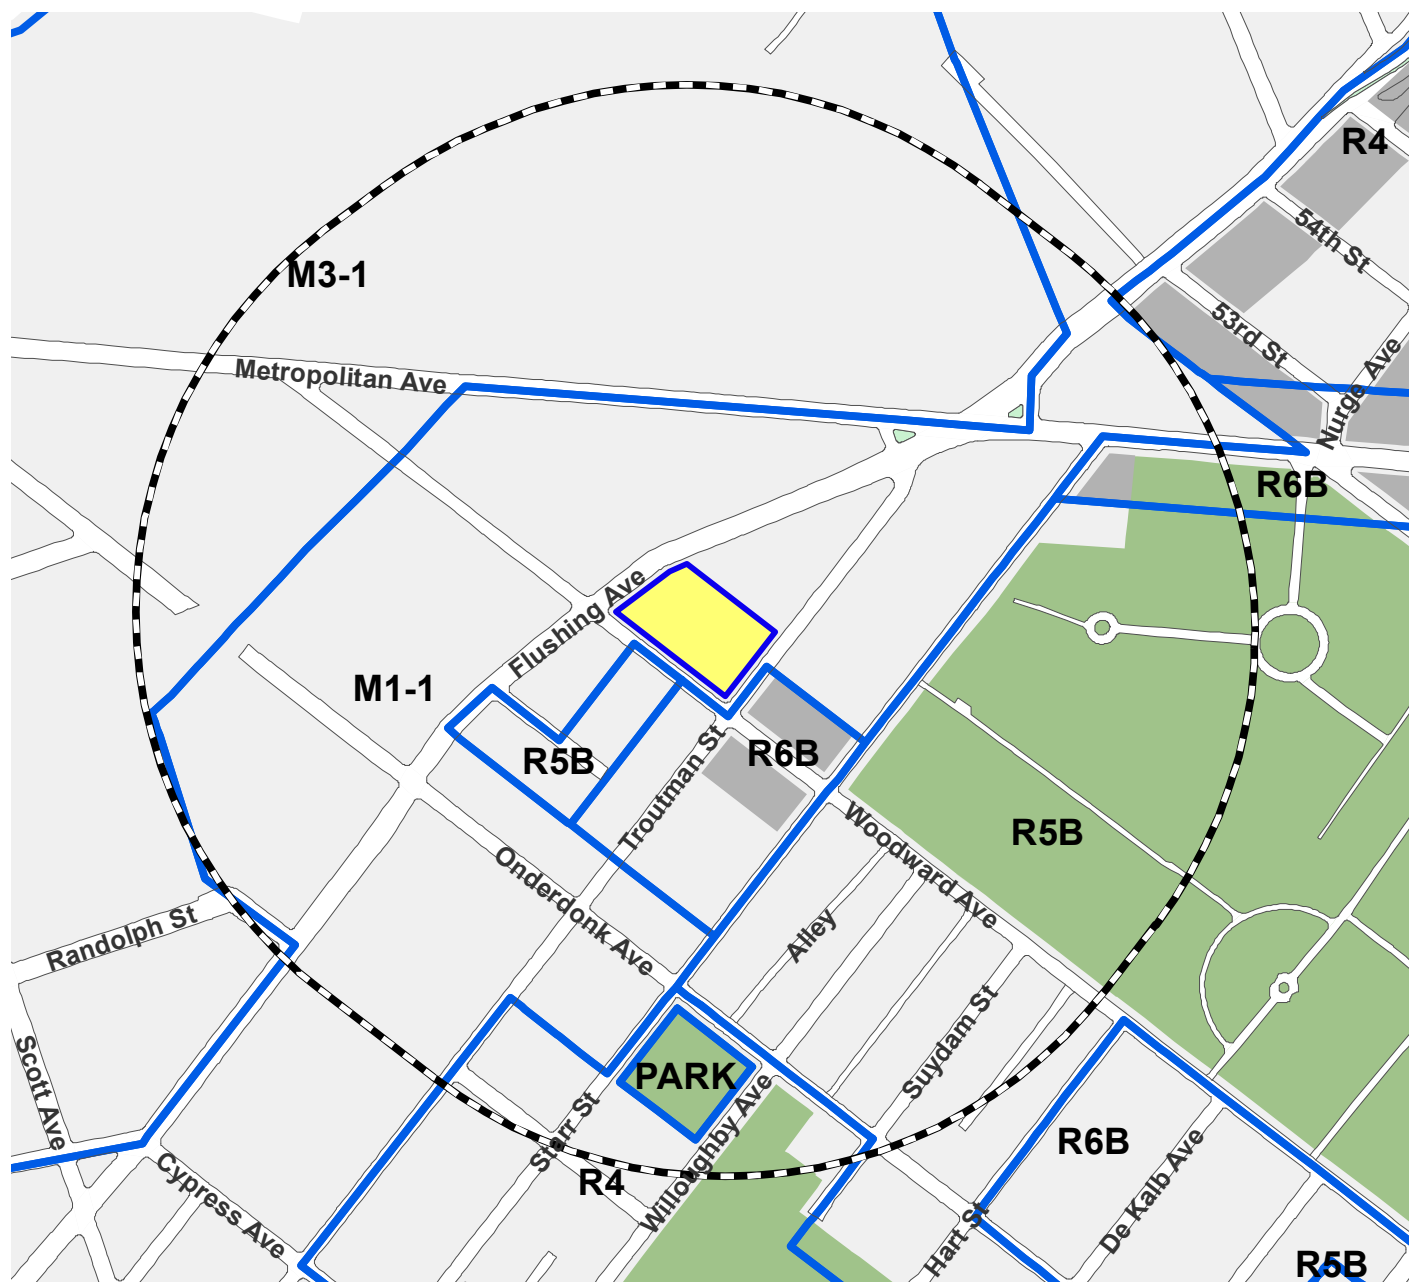 R4
54th St
M3-1
53rd St
Metropolitan Ave
Nurge Ave
R6B
Flushing Ave
M1-1
R5B
Troutman St
R6B
R5B
Woodward Ave
Onderdonk Ave
Alley
Randolph St
Suydam St
Scott Ave
PARK
Starr St
Willoughby Ave
R6B
De Kalb Ave
R4
Cypress Ave
Hart St
R5B